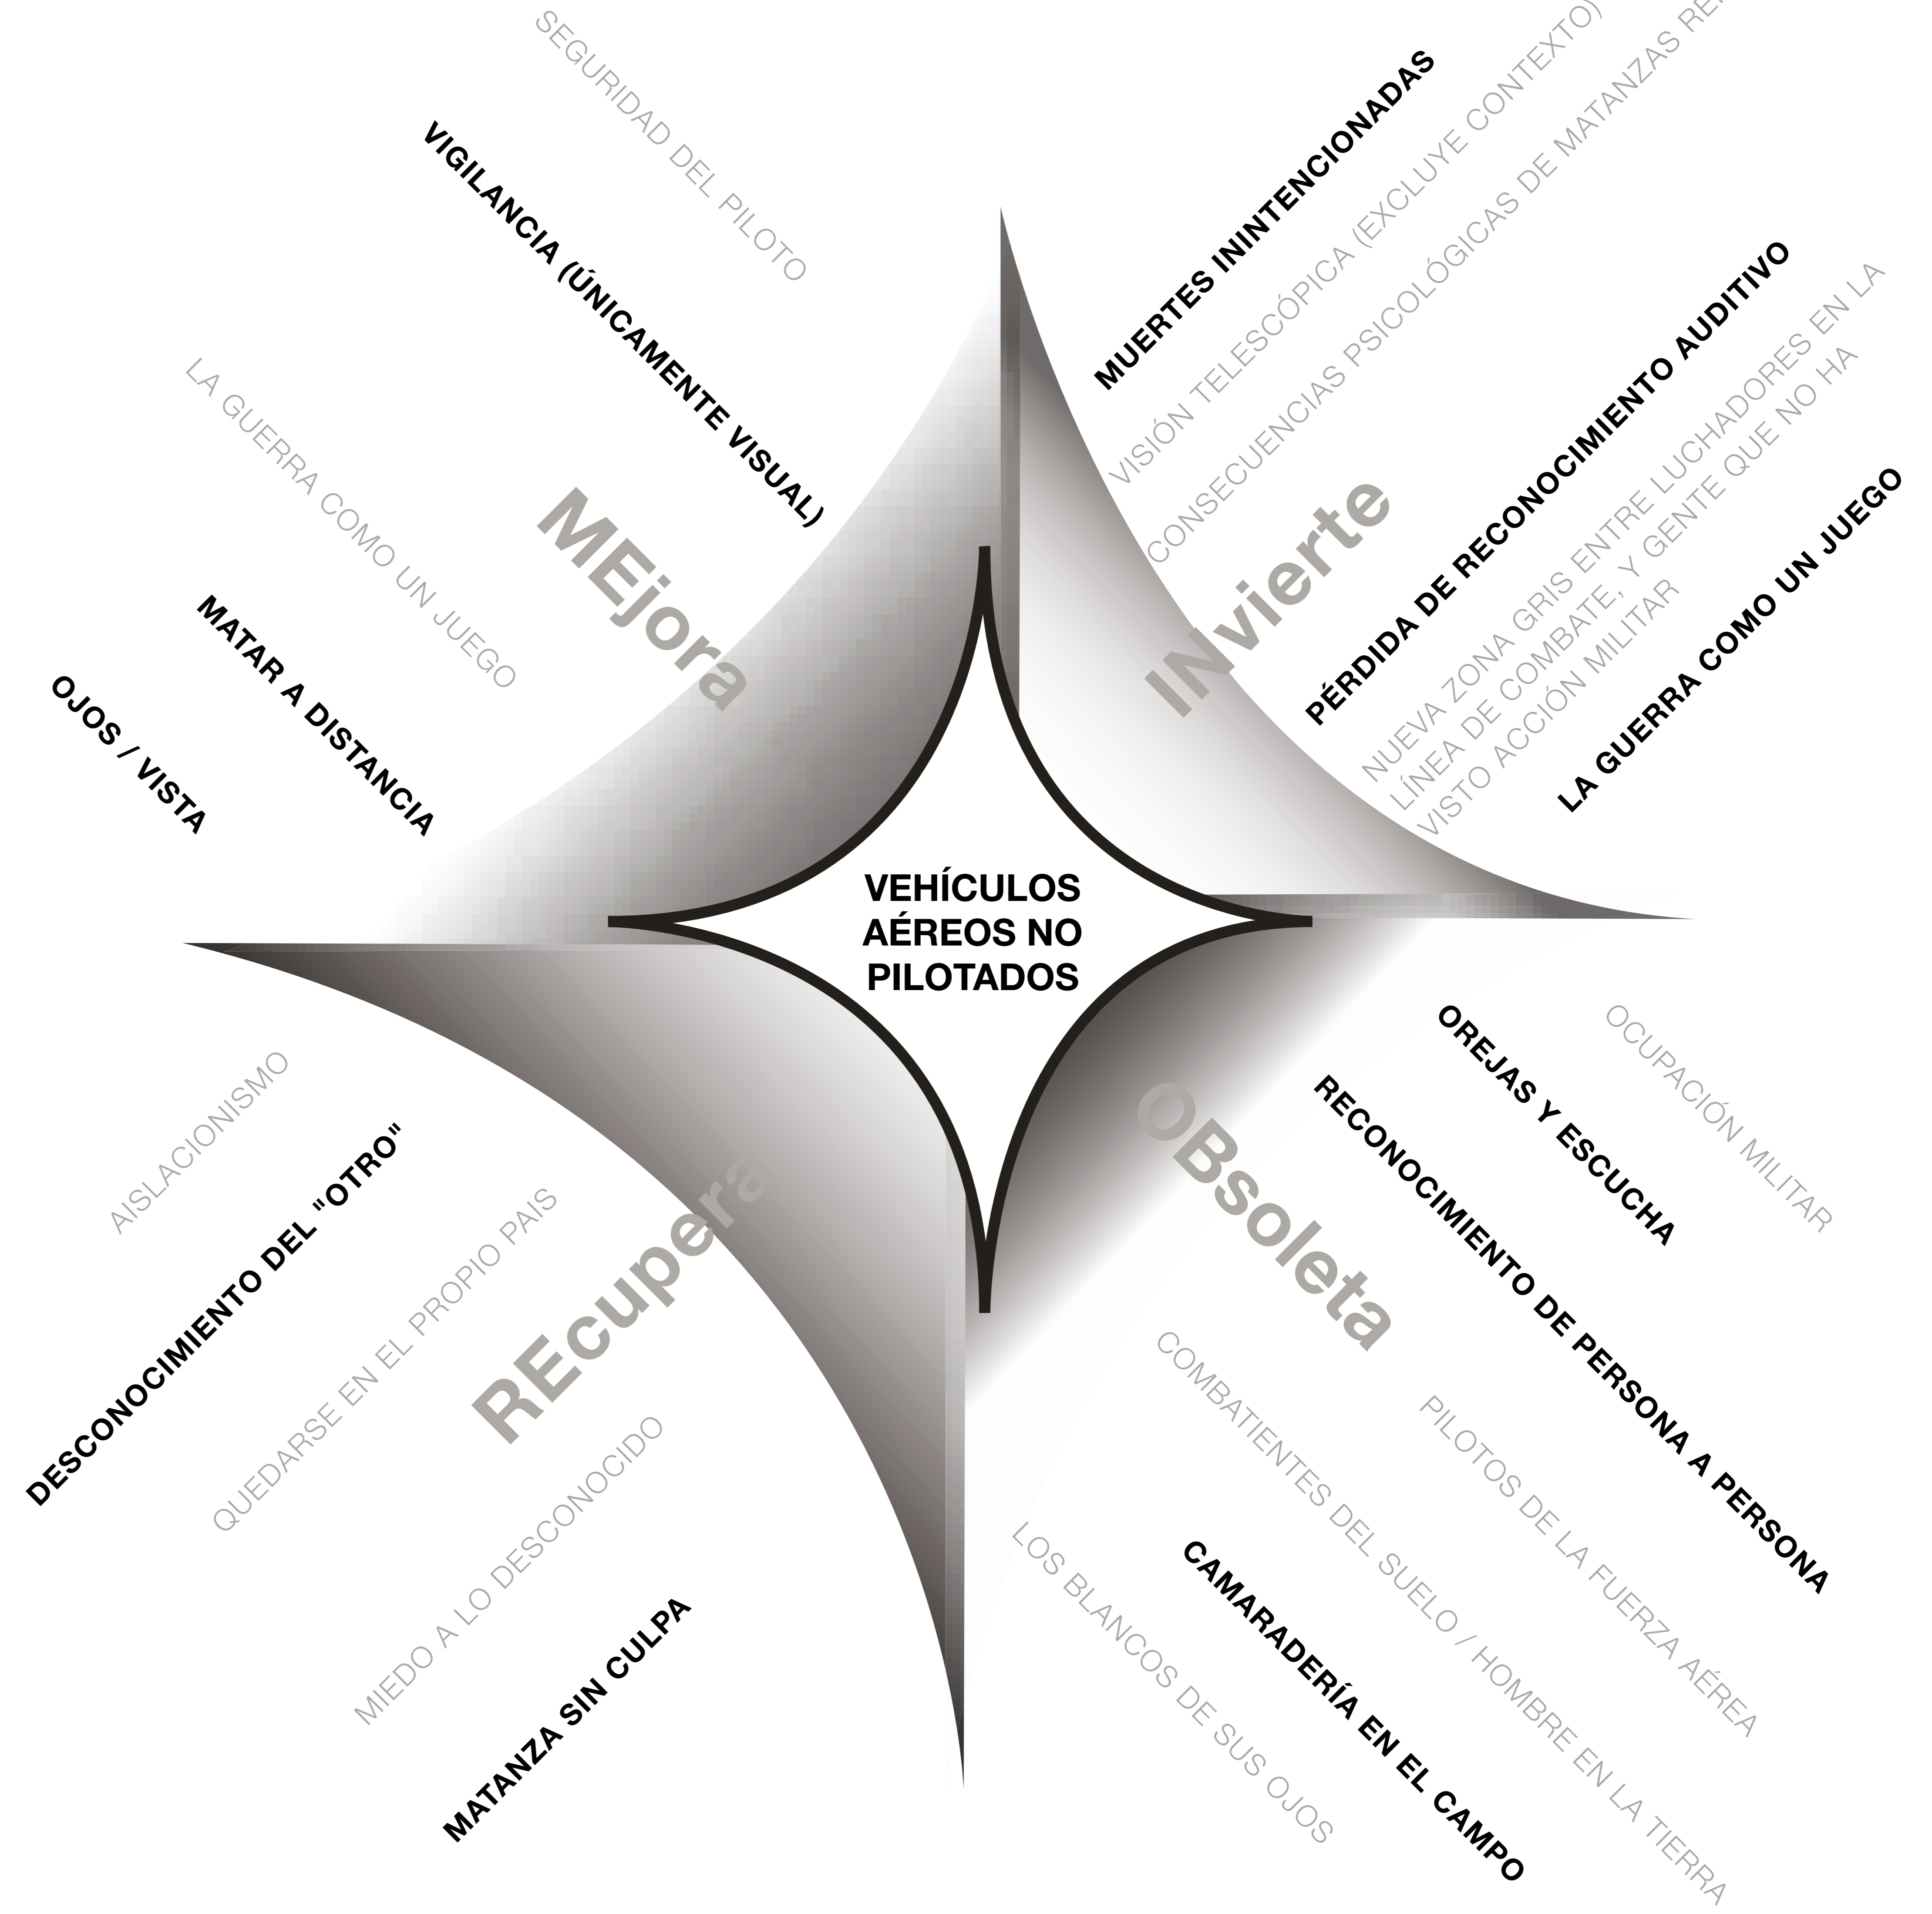 SEGURIDAD DEL PILOTO
VIGILANCIA (ÚNICAMENTE VISUAL)
LA GUERRA COMO UN JUEGO
MATAR A DISTANCIA
OJOS / VISTA
MEjora
MUERTES ININTENCIONADAS
VISIÓN TELESCÓPICA (EXCLUYE CONTEXTO)
CONSECUENCIAS PSICOLÓGICAS DE MATANZAS
INvierte
PÉRDIDA DE RECONOCIMIENTO AUDITIVO
NUEVA ZONA GRIS ENTRE LUCHADORES EN LA
LÍNEA DE COMBATE, Y GENTE QUE NO HA
VISTO ACCIÓN MILITAR
LA GUERRA COMO UN JUEGO
VEHÍCULOS
AÉREOS NO
PILOTADOS
AISLACIONISMO
DESCONOCIMIENTO DEL "OTRO"
QUEDARSE EN EL PROPIO PAIS
REcupera
MIEDO A LO DESCONOCIDO
MATANZA SIN CULPA
OBsoleta
OCUPACIÓN MILITAR
OREJAS Y ESCUCHA
RECONOCIMIENTO DE PERSONA A PERSONA
PILOTOS DE LA FUERZA AÉREA
COMBATIENTES DEL SUELO / HOMBRE EN LA TIERRA
CAMARADERÍA EN EL CAMPO
LOS BLANCOS DE SUS OJOS